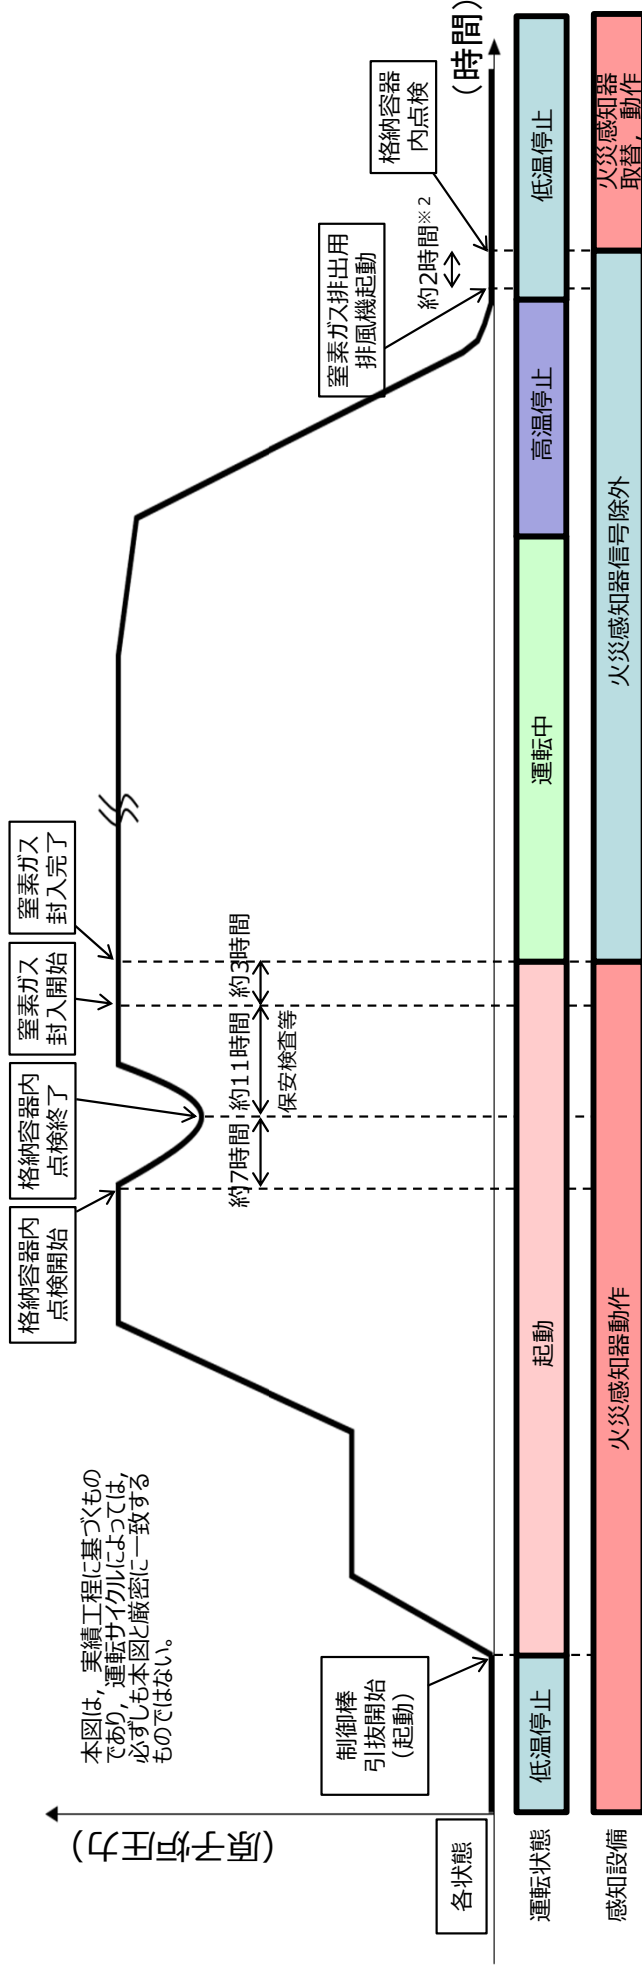 本図は，実績工程に基づくもの
であり，運転サイクルによっては，
必ずしも本図と厳密に一致する
ものではない。
（原子炉圧力）
格納容器内
点検開始
格納容器内
点検終了
窒素ガス
封入開始
窒素ガス
封入完了
約7時間
約11時間
約3時間
保安検査等
制御棒
引抜開始
（起動）
窒素ガス排出用
排風機起動
約2時間※2
格納容器
内点検
（時間）
各状態
運転状態
低温停止
起動
運転中
高温停止
低温停止
感知設備
火災感知器動作
火災感知器信号除外
火災感知器
取替，動作